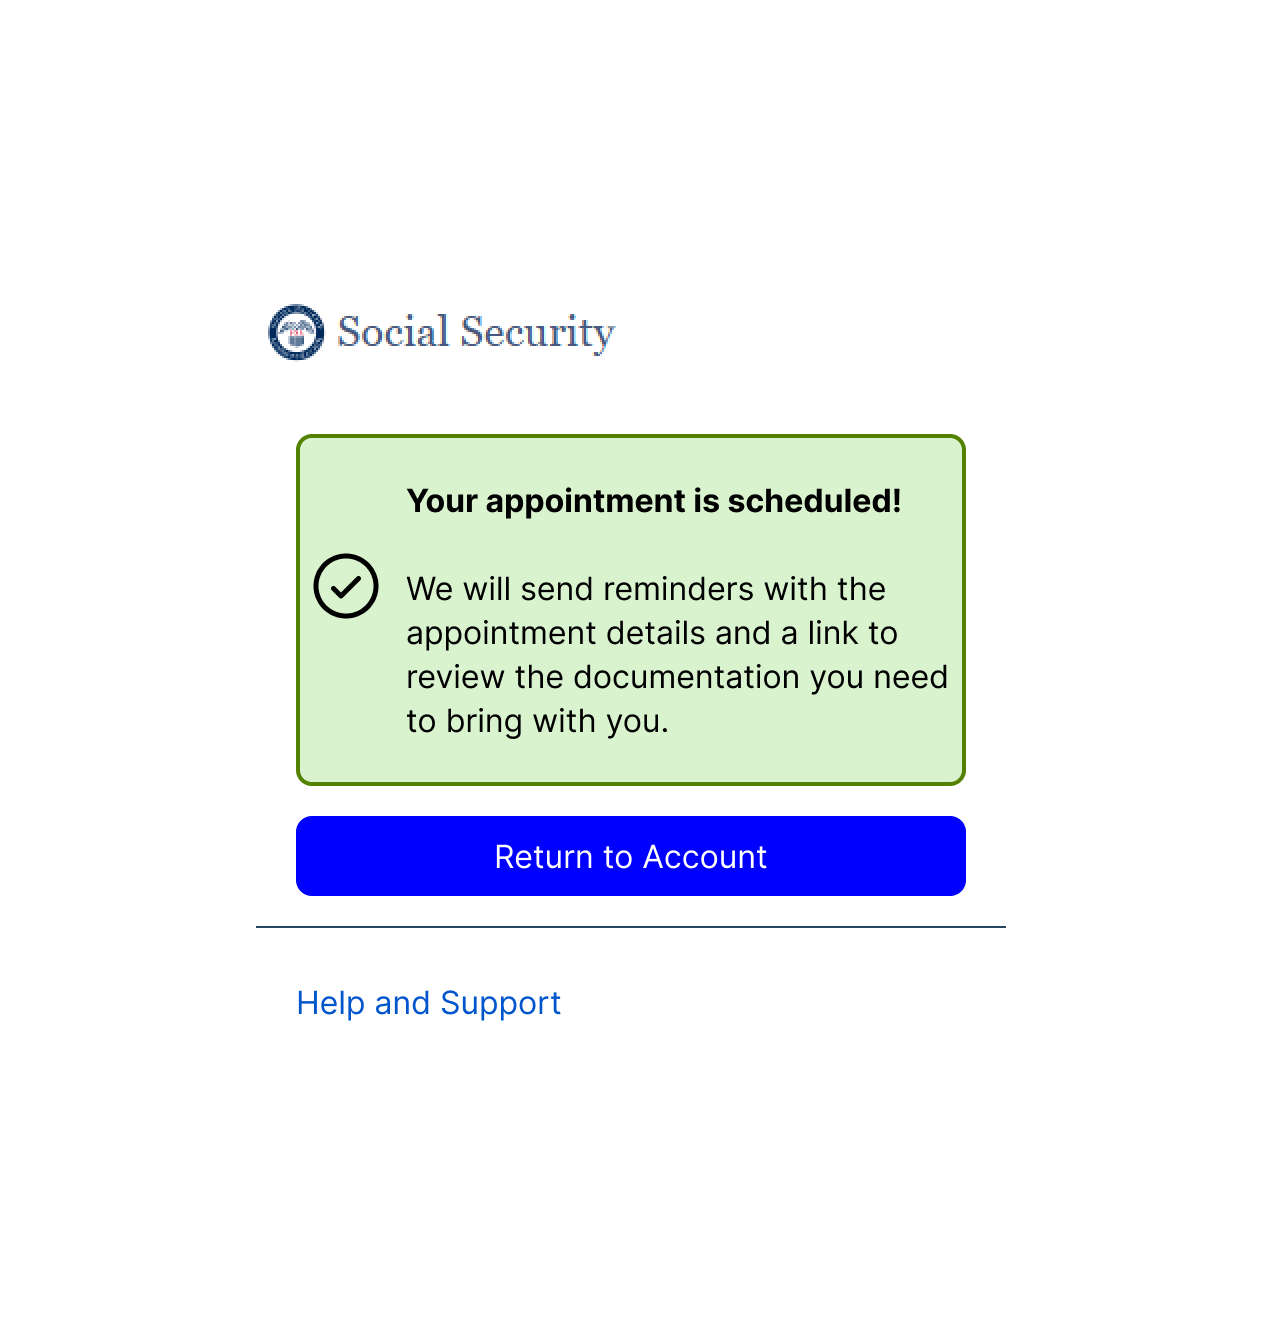 Social Security
Your appointment is scheduled!
We will send reminders with the
appointment details and a link to
review the documentation you need
to bring with you.
Return to Account
Help and Support